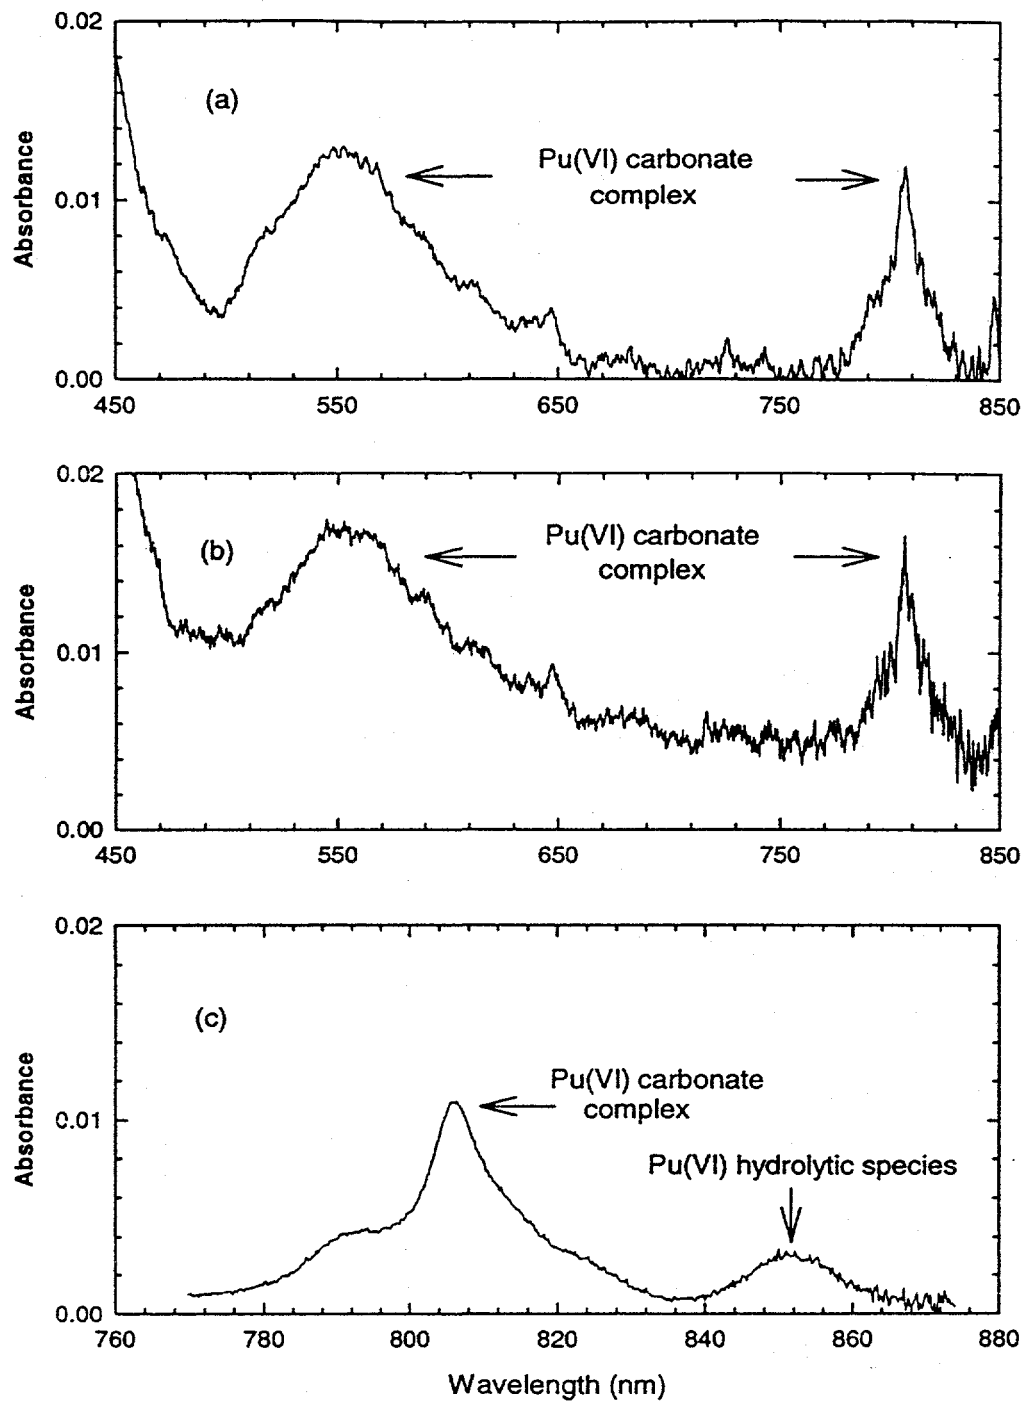 0.02
(a)
Pu(VI) carbonate
complex
Absorbance
0.01
0.00
450 550 650 750 850
0.02
(b)
Pu(VI) carbonate
complex
Absorbance
0.01
0.00
450 550 650 750 850
0.02
(c)
Pu(VI) carbonate
complex
Absorbance
0.01
Pu(VI) hydrolytic species
0.00
760 780 800 820 840 860 880
Wavelength (nm)